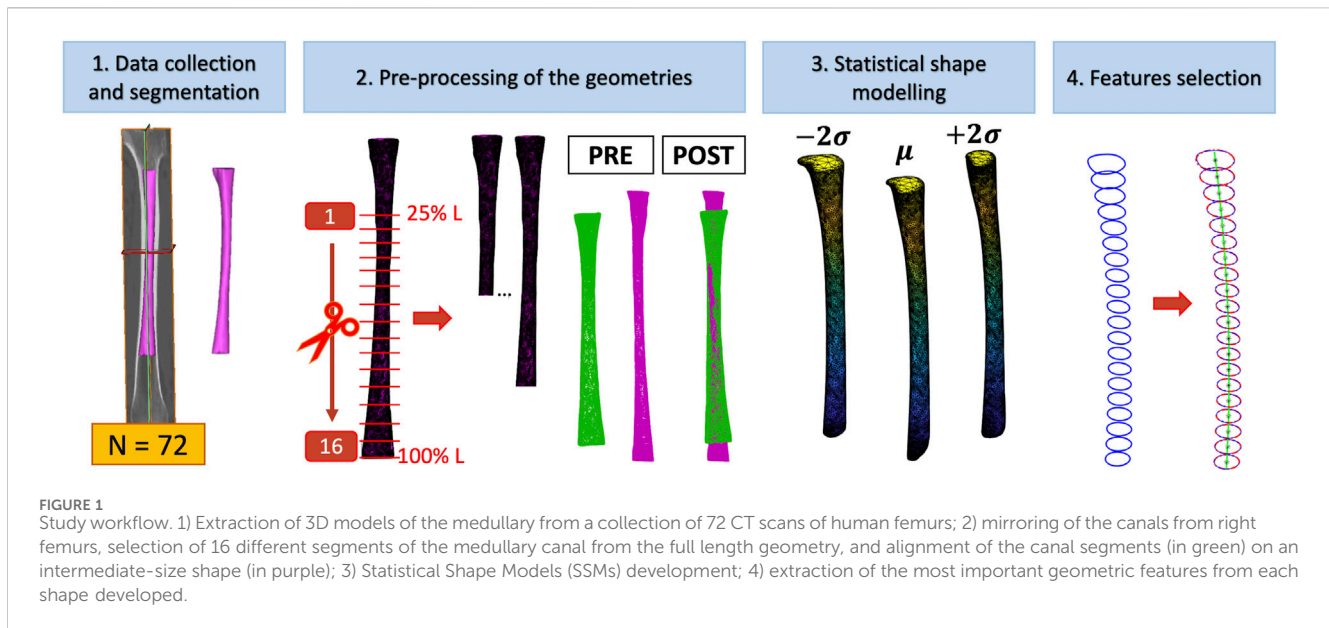 1. Data collection
and segmentation
2. Pre-processing of the geometries
3. Statistical shape
modelling
4. Features selection
N = 72
1
25% L
16
100% L
...
PRE
POST
−2σ
μ
+2σ
FIGURE 1
Study workflow. 1) Extraction of 3D models of the medullary from a collection of 72 CT scans of human femurs; 2) mirroring of the canals from right
femurs, selection of 16 different segments of the medullary canal from the full length geometry, and alignment of the canal segments (in green) on an
intermediate-size shape (in purple); 3) Statistical Shape Models (SSMs) development; 4) extraction of the most important geometric features from each
shape developed.